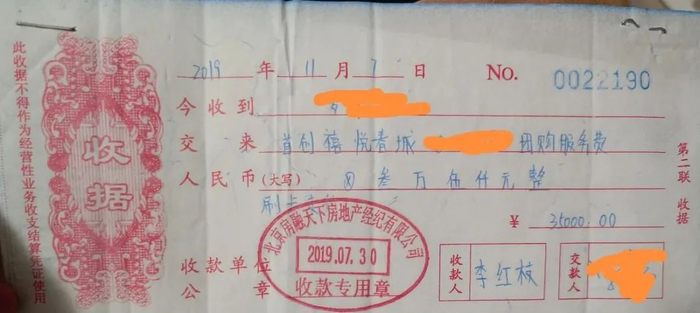 2019 年 11 月 7 日 NO. 0022190
今收到
交来 首创禧悦春城 团购服务费
人民币(大写) ⊗ 叁万伍仟元整
刷卡
¥ 35000.00
收款单位公章
收款人 李红枝
交款人
北京房融天下房地产经纪有限公司
2019.07.30
收款专用章
收据
此收据不得作为经营性业务收支结算凭证使用
第二联 收据